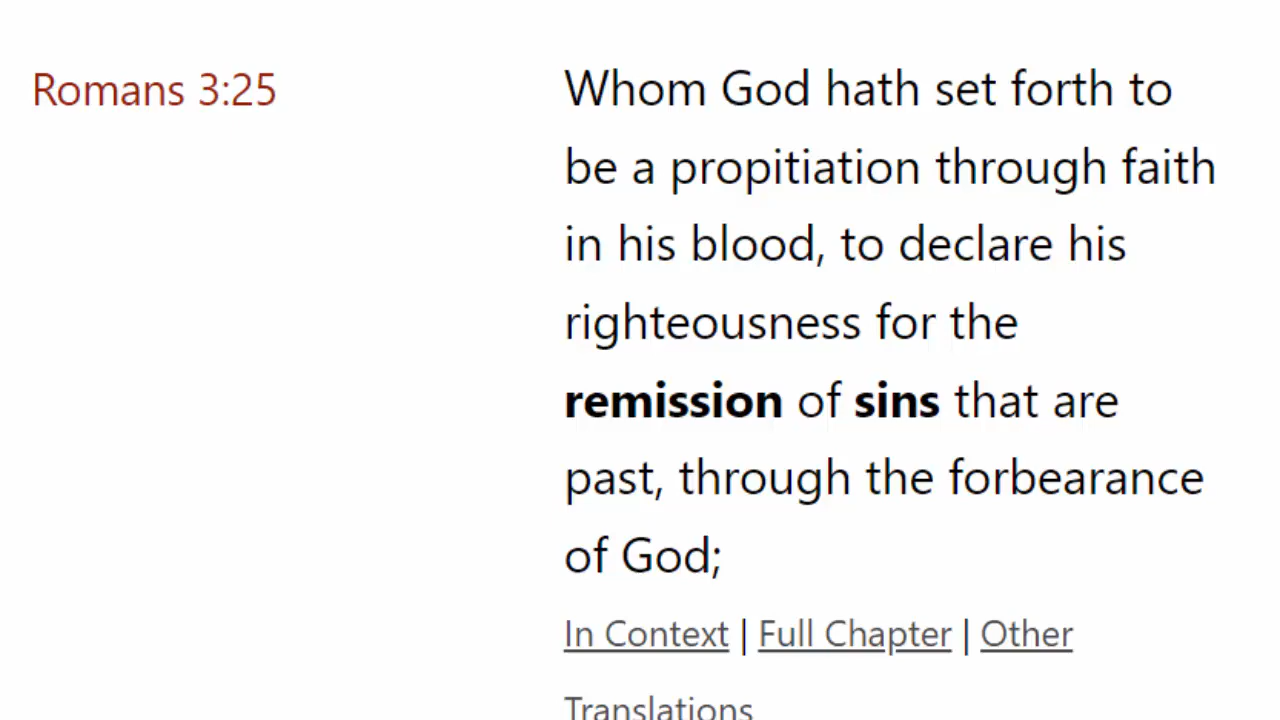 Romans 3:25
Whom God hath set forth to
be a propitiation through faith
in his blood, to declare his
righteousness for the
remission of sins that are
past, through the forbearance
of God;
In Context | Full Chapter | Other
Translations